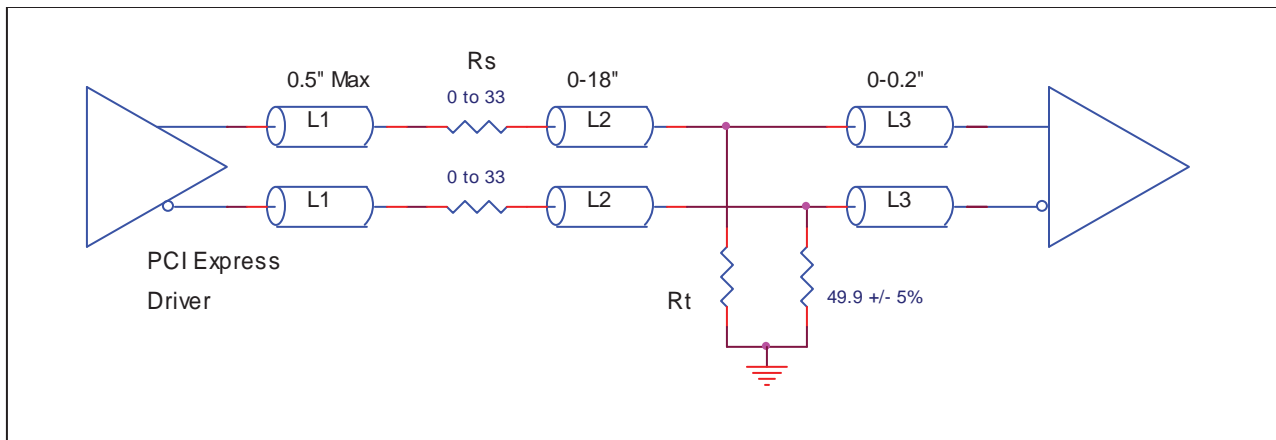 Rs
0.5" Max
0-18"
0-0.2"
0 to 33
L1
L2
L3
0 to 33
L1
L2
L3
PCI Express
Driver
Rt
49.9 +/- 5%